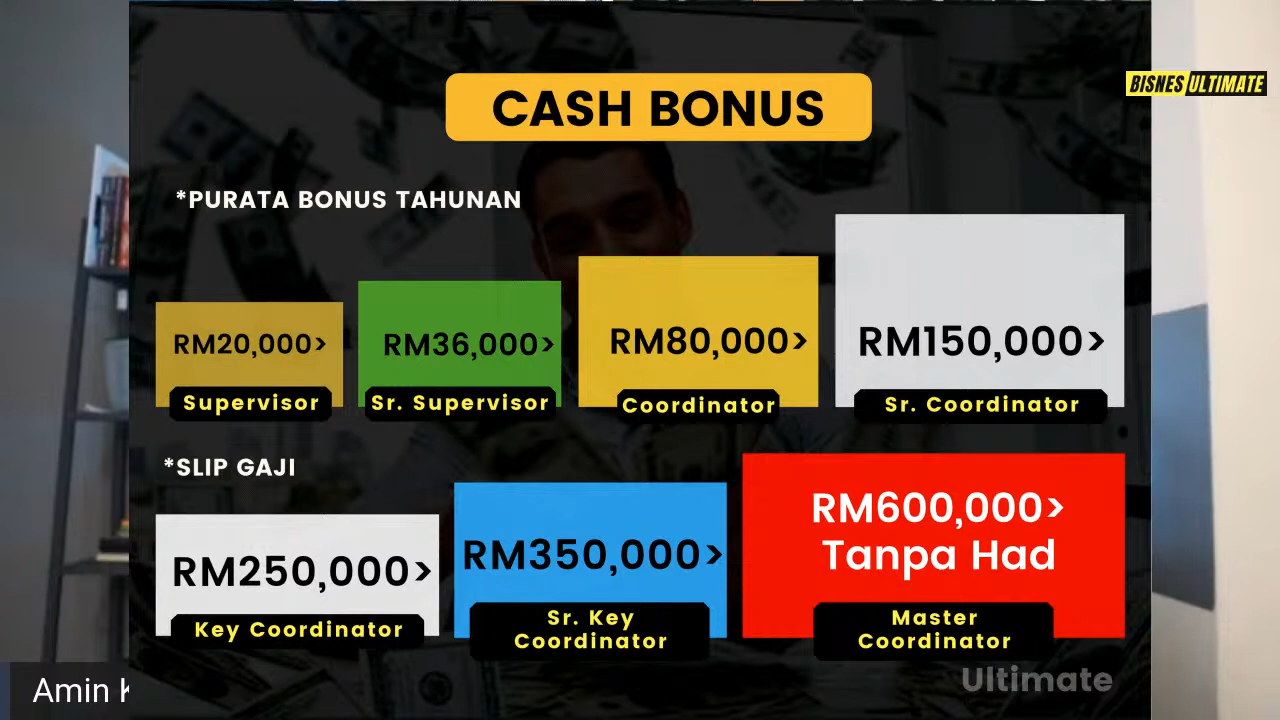 BISNES ULTIMATE
CASH BONUS
*PURATA BONUS TAHUNAN
RM20,000>
Supervisor
RM36,000>
Sr. Supervisor
RM80,000>
Coordinator
RM150,000>
Sr. Coordinator
*SLIP GAJI
RM250,000>
Key Coordinator
RM350,000>
Sr. Key
Coordinator
RM600,000>
Tanpa Had
Master
Coordinator
Ultimate
Amin K